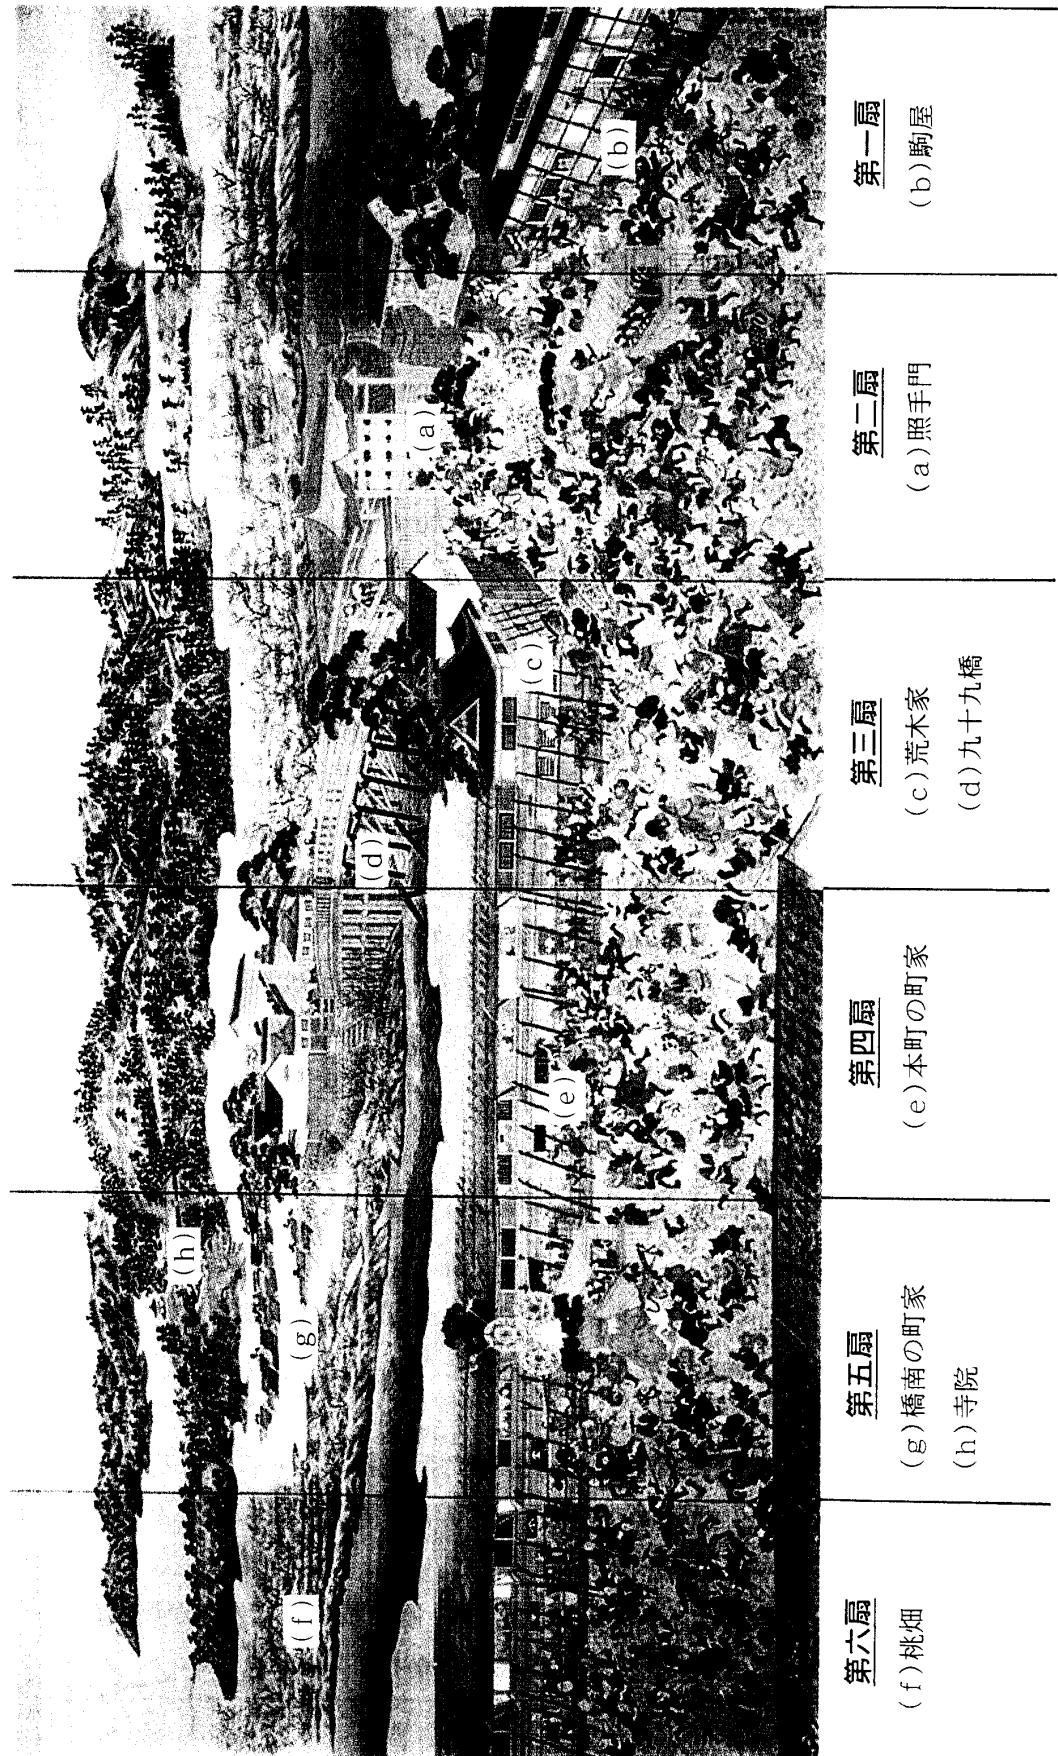 (a)
(b)
(c)
(d)
(e)
(f)
(g)
(h)
第一扇
(b)駒屋
第二扇
(a)照手門
第三扇
(c)荒木家
(d)九十九橋
第四扇
(e)本町の町家
第五扇
(g)橋南の町家
(h)寺院
第六扇
(f)桃畑